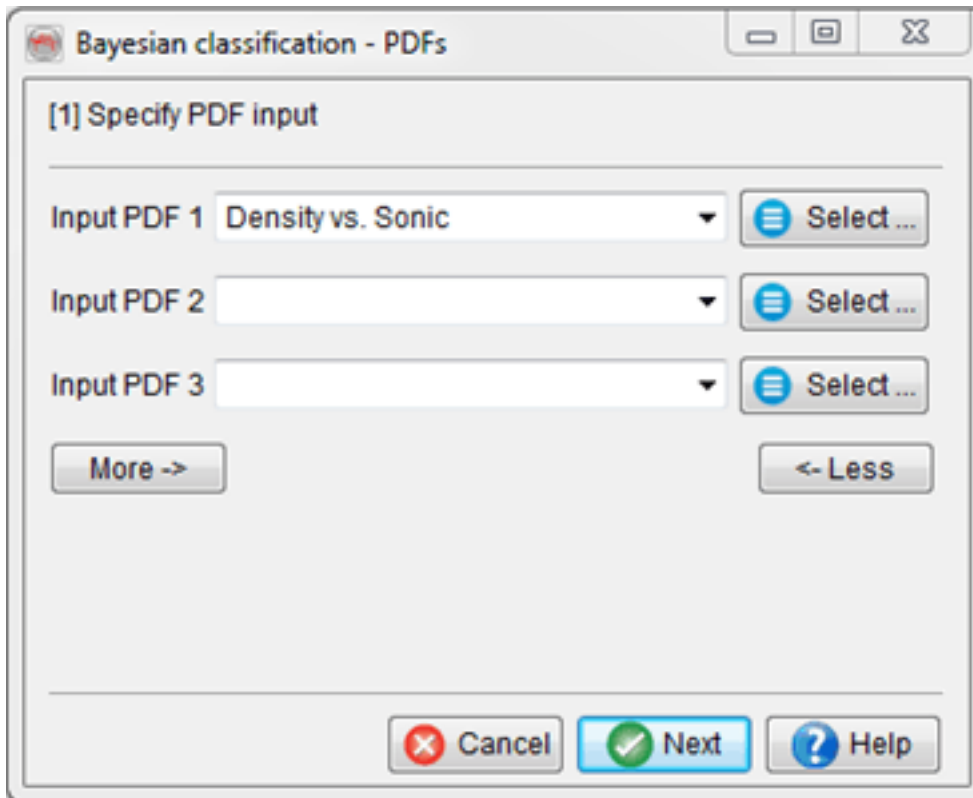 Bayesian classification - PDFs
[1] Specify PDF input
Input PDF 1 Density vs. Sonic Select ...
Input PDF 2 Select ...
Input PDF 3 Select ...
More -> <- Less
Cancel Next Help